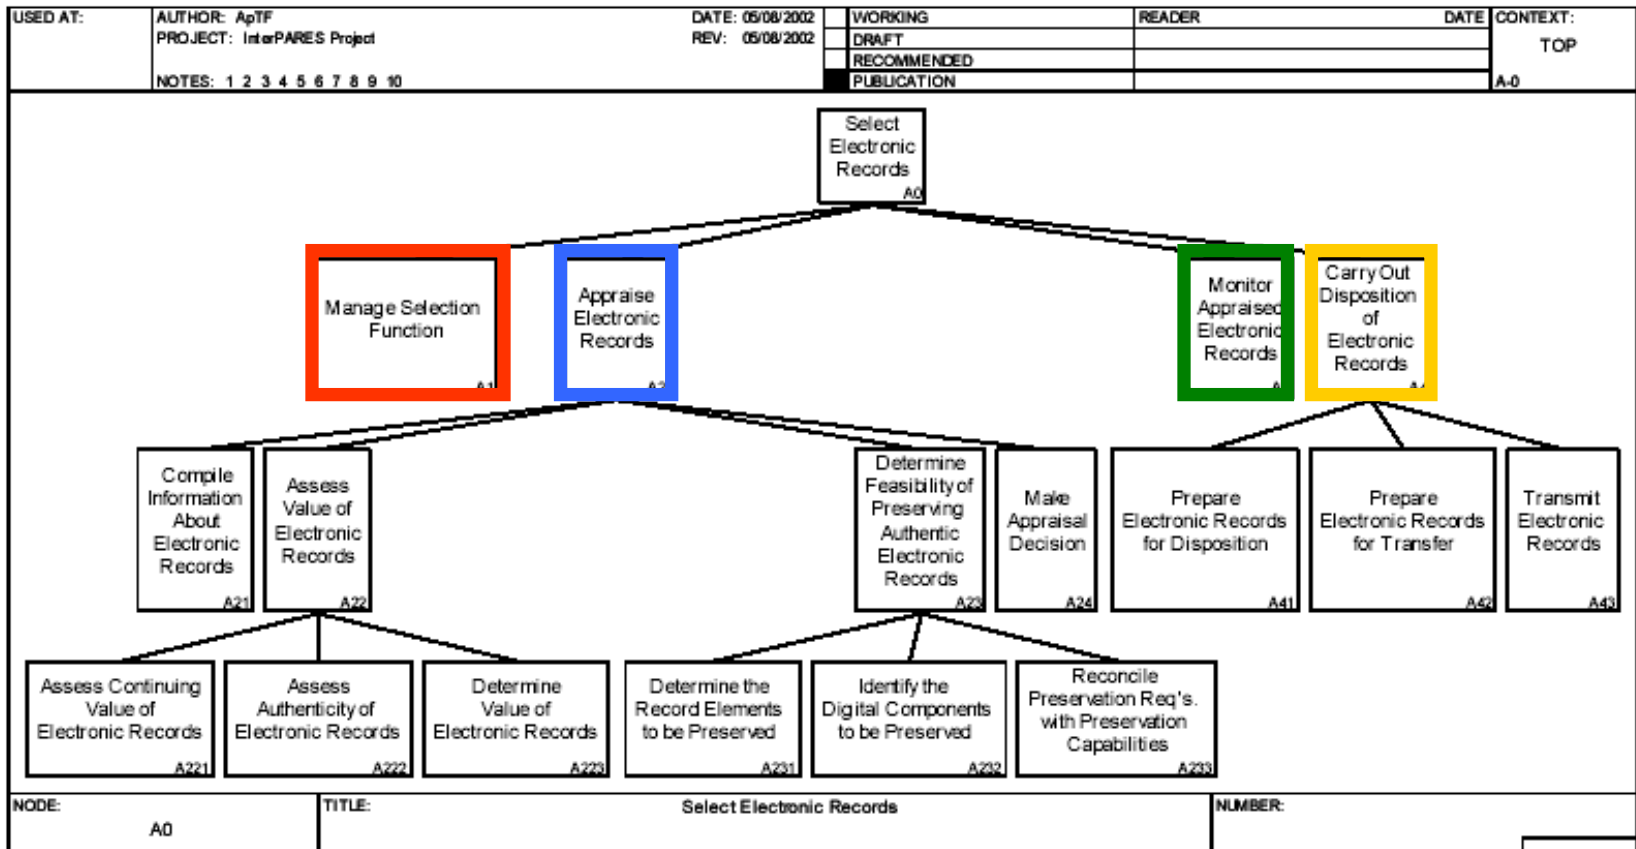 USED AT:
AUTHOR: ApTF
DATE: 05/08/2002
WORKING
READER
DATE
CONTEXT:
PROJECT: InterPARES Project
REV: 05/08/2002
DRAFT
TOP
RECOMMENDED
NOTES: 1 2 3 4 5 6 7 8 9 10
PUBLICATION
A-0
Select
Electronic
Records
A0
Manage Selection
Function
A1
Appraise
Electronic
Records
A2
Monitor
Appraised
Electronic
Records
A
Carry Out
Disposition
of
Electronic
Records
A4
Compile
Information
About
Electronic
Records
A21
Assess
Value of
Electronic
Records
A22
Determine
Feasibility of
Preserving
Authentic
Electronic
Records
A23
Make
Appraisal
Decision
A24
Prepare
Electronic Records
for Disposition
A41
Prepare
Electronic Records
for Transfer
A42
Transmit
Electronic
Records
A43
Assess Continuing
Value of
Electronic Records
A221
Assess
Authenticity of
Electronic Records
A222
Determine
Value of
Electronic Records
A223
Determine the
Record Elements
to be Preserved
A231
Identify the
Digital Components
to be Preserved
A232
Reconcile
Preservation Req's.
with Preservation
Capabilities
A233
NODE:
A0
TITLE:
Select Electronic Records
NUMBER: